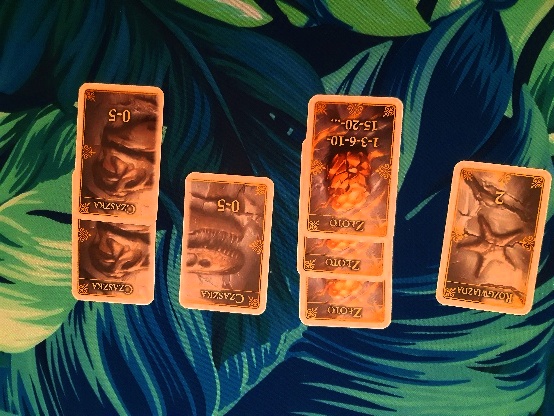 ROZGWIAZDA
2
ZŁOTO
ZŁOTO
ZŁOTO
1-3-6-10-
15-20-...
CZASZKA
0-5
CZASZKA
CZASZKA
0-5